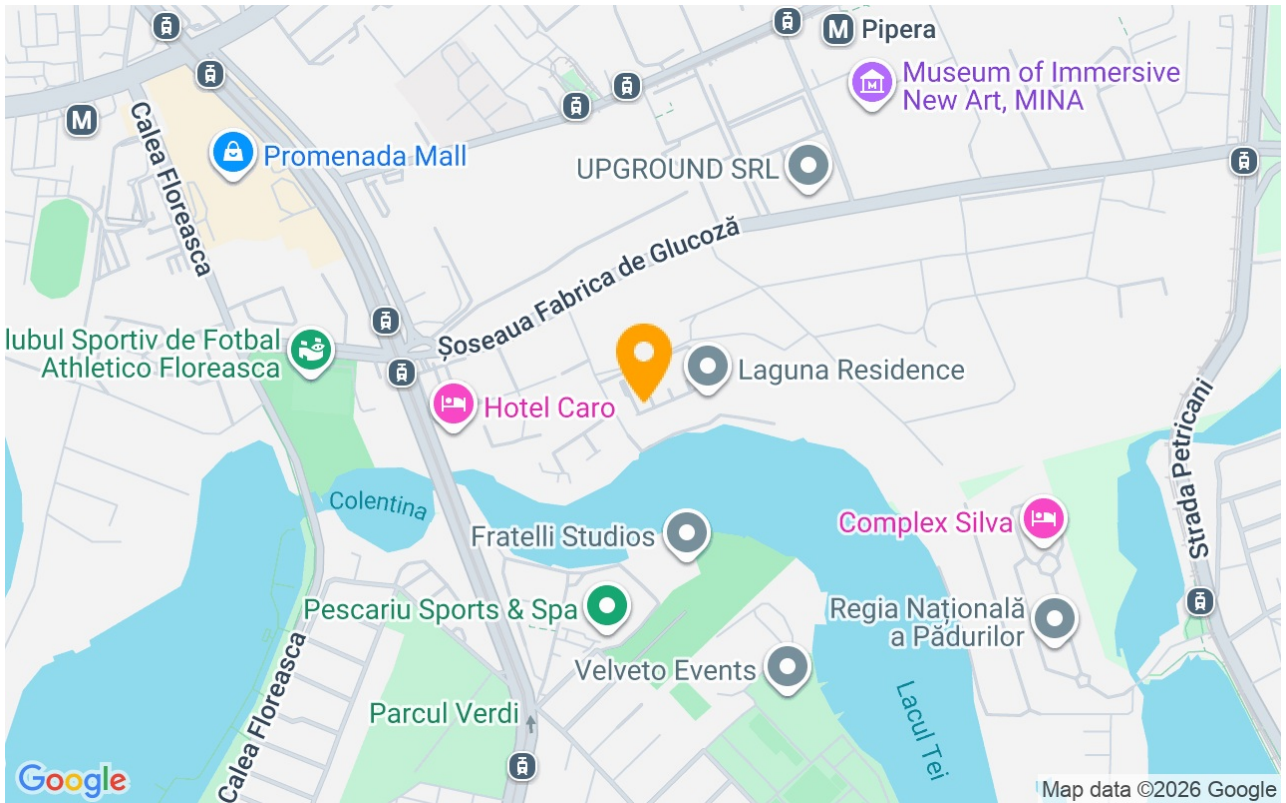 M
Pipera
Museum of Immersive
New Art, MINA
M
Calea Floreasca
Promenada Mall
UPGROUND SRL
Șoseaua Fabrica de Glucoză
lubul Sportiv de Fotbal
Athletico Floreasca
Laguna Residence
Hotel Caro
Strada Petricani
Colentina
Fratelli Studios
Complex Silva
Pescariu Sports & Spa
Regia Națională
a Pădurilor
Velveto Events
Calea Floreasca
Parcul Verdi
Lacul Tei
Google
Map data ©2026 Google